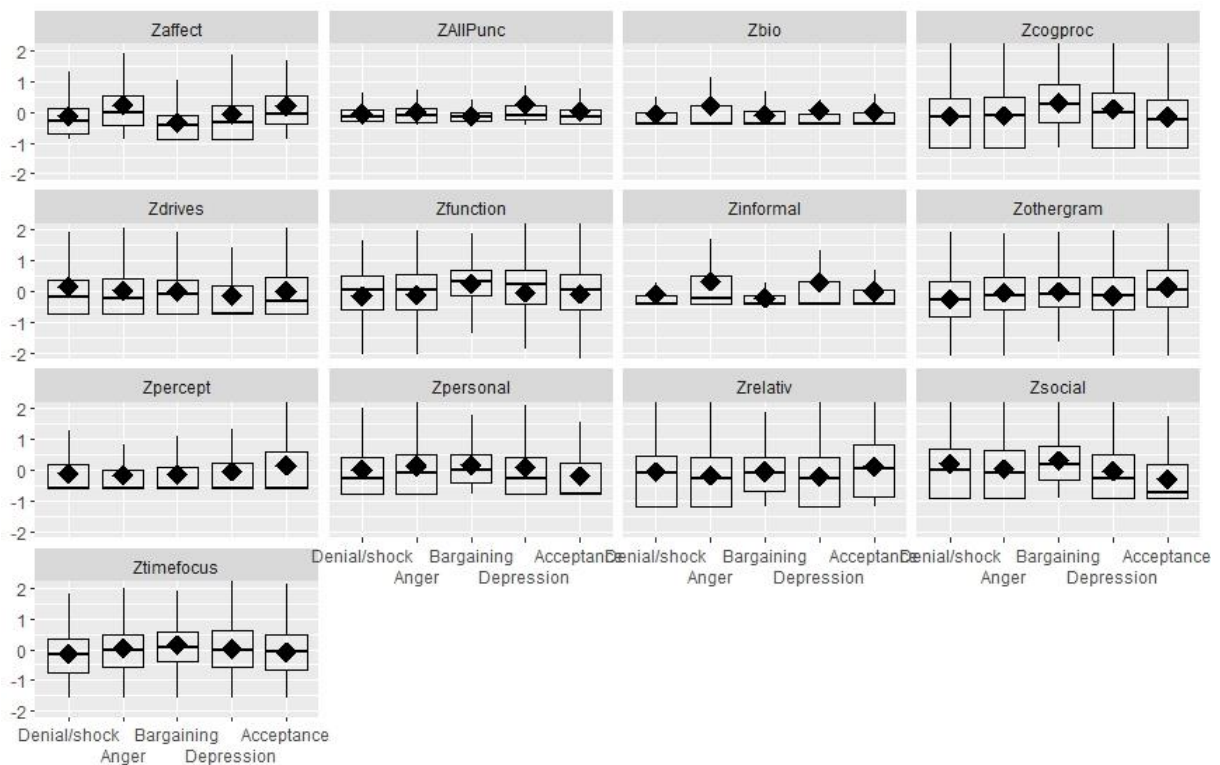 Zaffect ZAllPunc Zbio Zcogproc
2
1
0
-1
-2
Zdrives Zfunction Zinformal Zothergram
2
1
0
-1
-2
Zpercept Zpersonal Zrelativ Zsocial
2
1
0
-1
-2
Denial/shock Bargaining Acceptance Denial/shock Bargaining Acceptance Denial/shock Bargaining Acceptance
Anger Depression Anger Depression Anger Depression
Ztimefocus
2
1
0
-1
-2
Denial/shock Bargaining Acceptance
Anger Depression